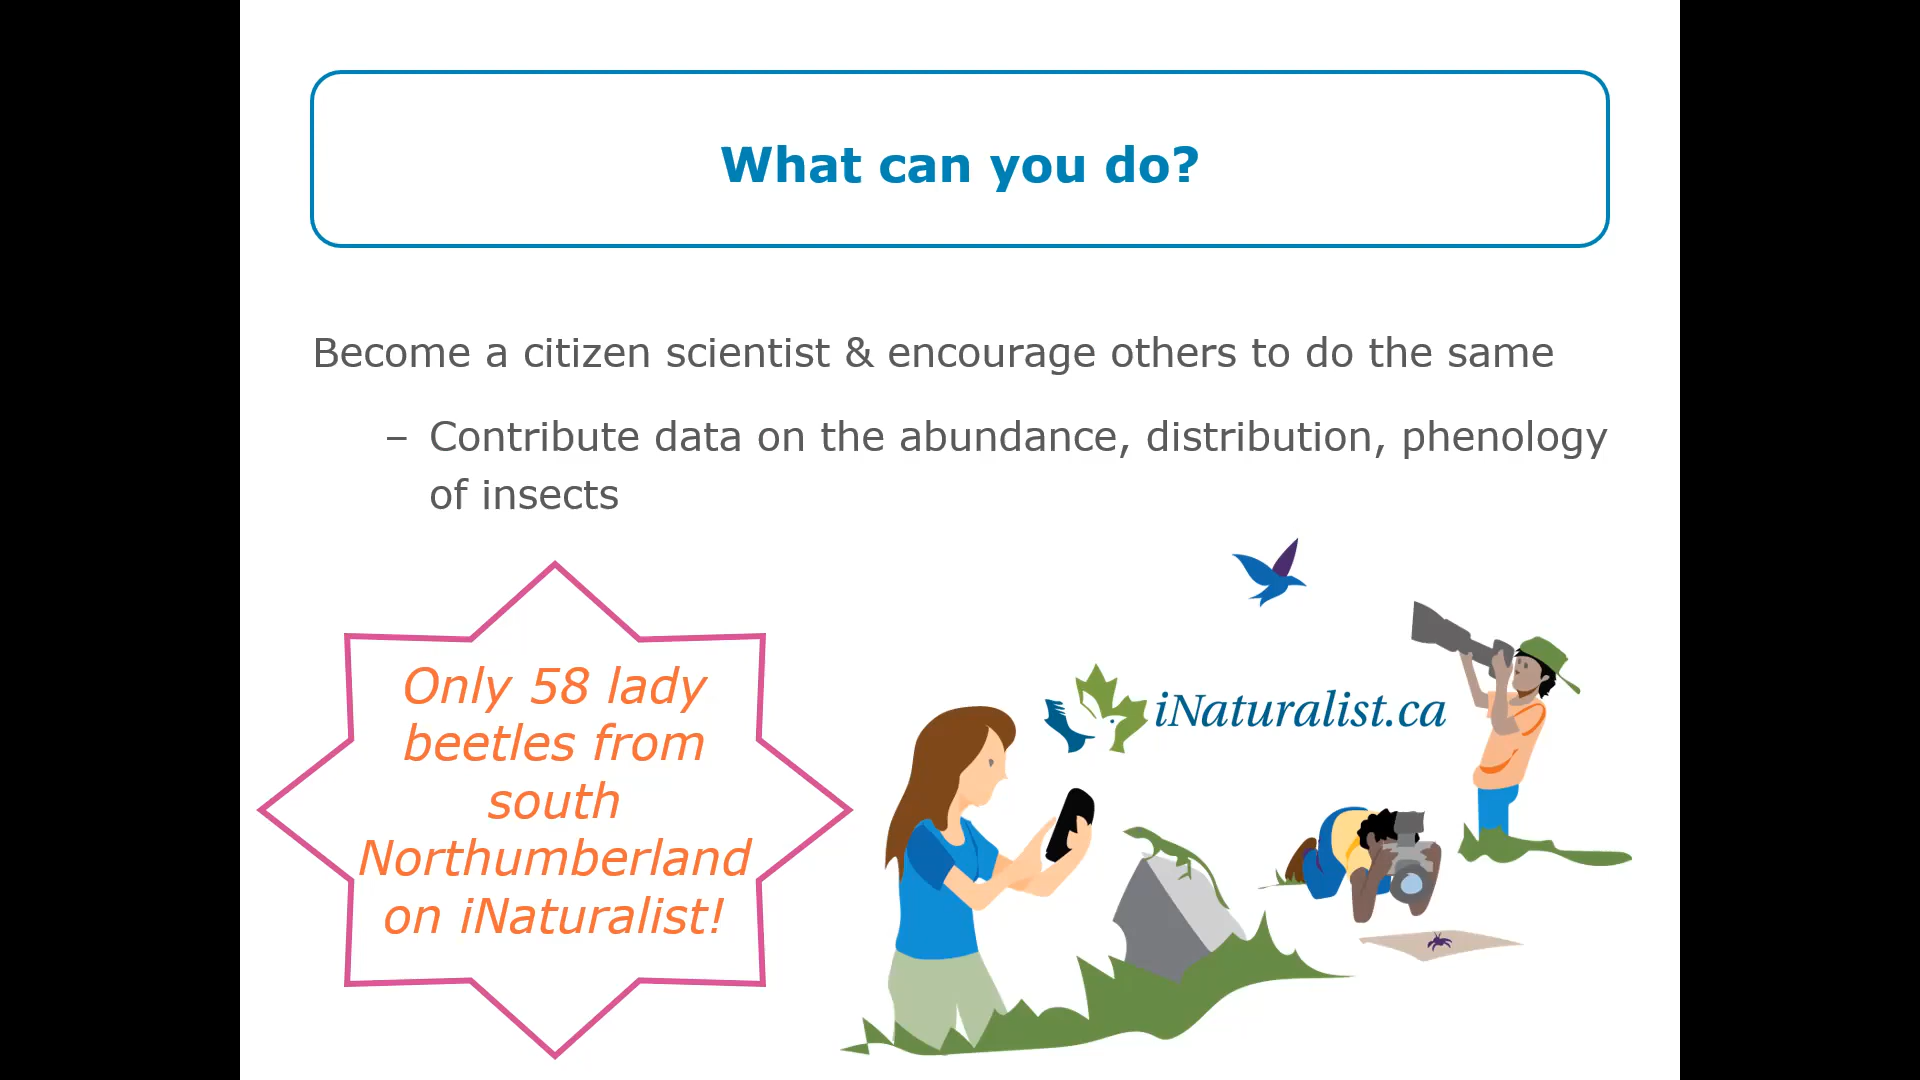 What can you do?
Become a citizen scientist & encourage others to do the same
– Contribute data on the abundance, distribution, phenology
of insects
Only 58 lady
beetles from
south
Northumberland
on iNaturalist!
iNaturalist.ca